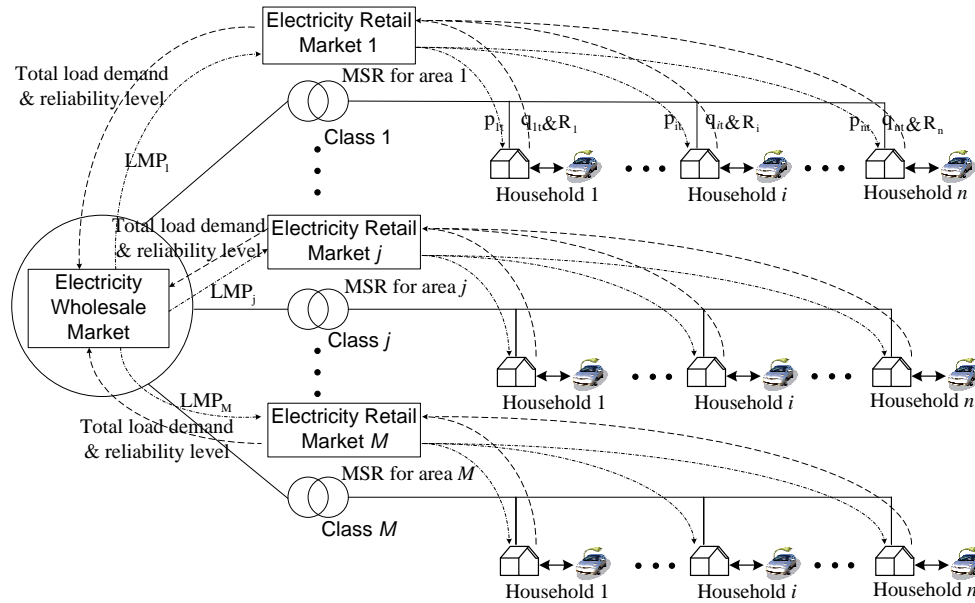 Electricity Retail
Market 1
Total load demand
& reliability level
MSR for area 1
Class 1
LMP₁
p₁ₜ q₁ₜ&R₁ pᵢₜ qᵢₜ&Rᵢ pₙₜ qₙₜ&Rₙ
Household 1 Household i Household n
Total load demand
& reliability level
Electricity Retail
Market j
Electricity
Wholesale
Market
LMPⱼ
MSR for area j
Class j
Household 1 Household i Household n
LMP_M
Total load demand
& reliability level
Electricity Retail
Market M
MSR for area M
Class M
Household 1 Household i Household n